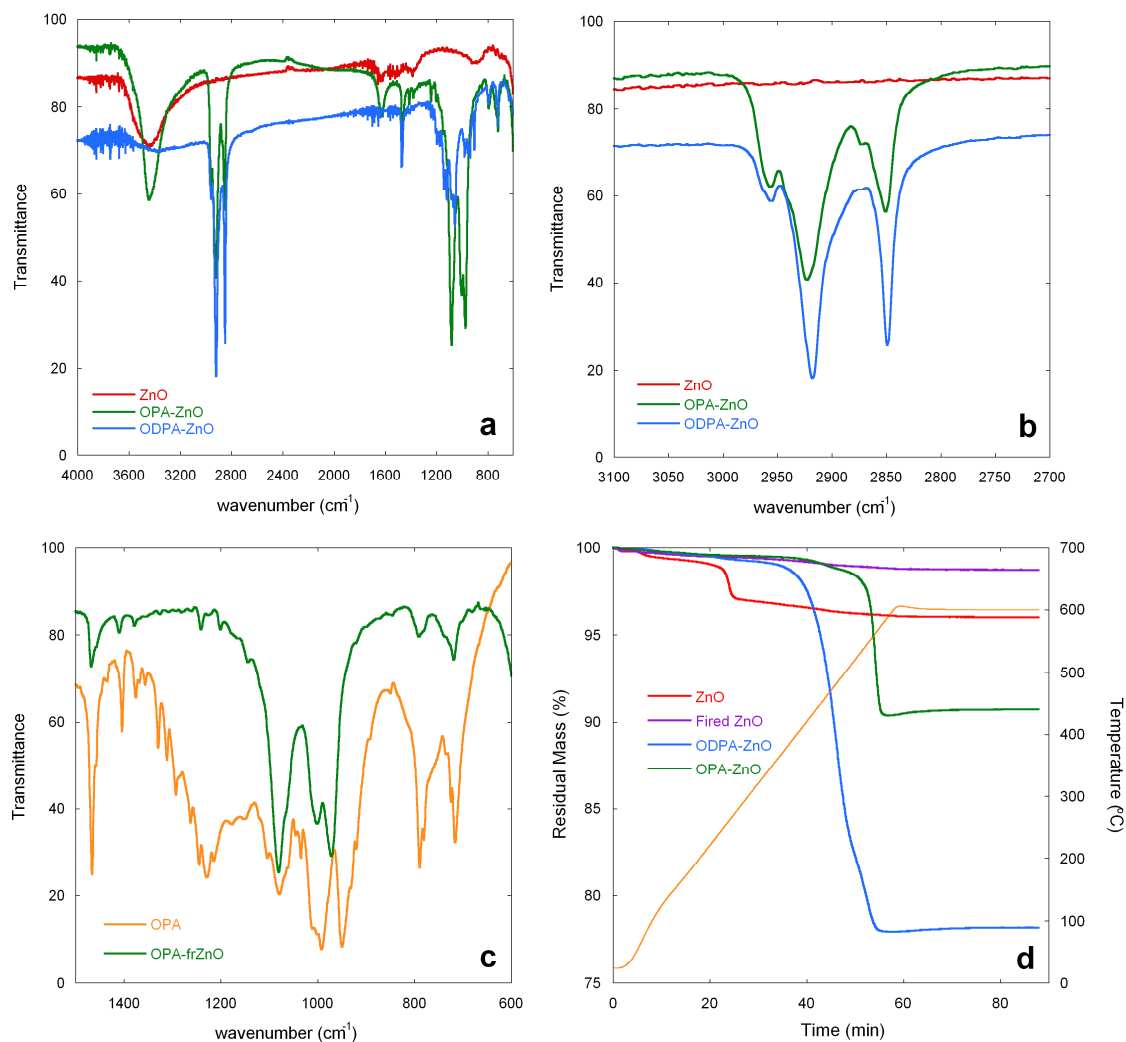 100
80
60
40
20
0
Transmittance
4000 3600 3200 2800 2400 2000 1600 1200 800
wavenumber (cm-1)
ZnO
OPA-ZnO
ODPA-ZnO
a
100
80
60
40
20
0
Transmittance
3100 3050 3000 2950 2900 2850 2800 2750 2700
wavenumber (cm-1)
ZnO
OPA-ZnO
ODPA-ZnO
b
100
80
60
40
20
0
Transmittance
1400 1200 1000 800 600
wavenumber (cm-1)
OPA
OPA-frZnO
c
100
95
90
85
80
75
Residual Mass (%)
0 20 40 60 80
Time (min)
700
600
500
400
300
200
100
0
Temperature (ºC)
ZnO
Fired ZnO
ODPA-ZnO
OPA-ZnO
d